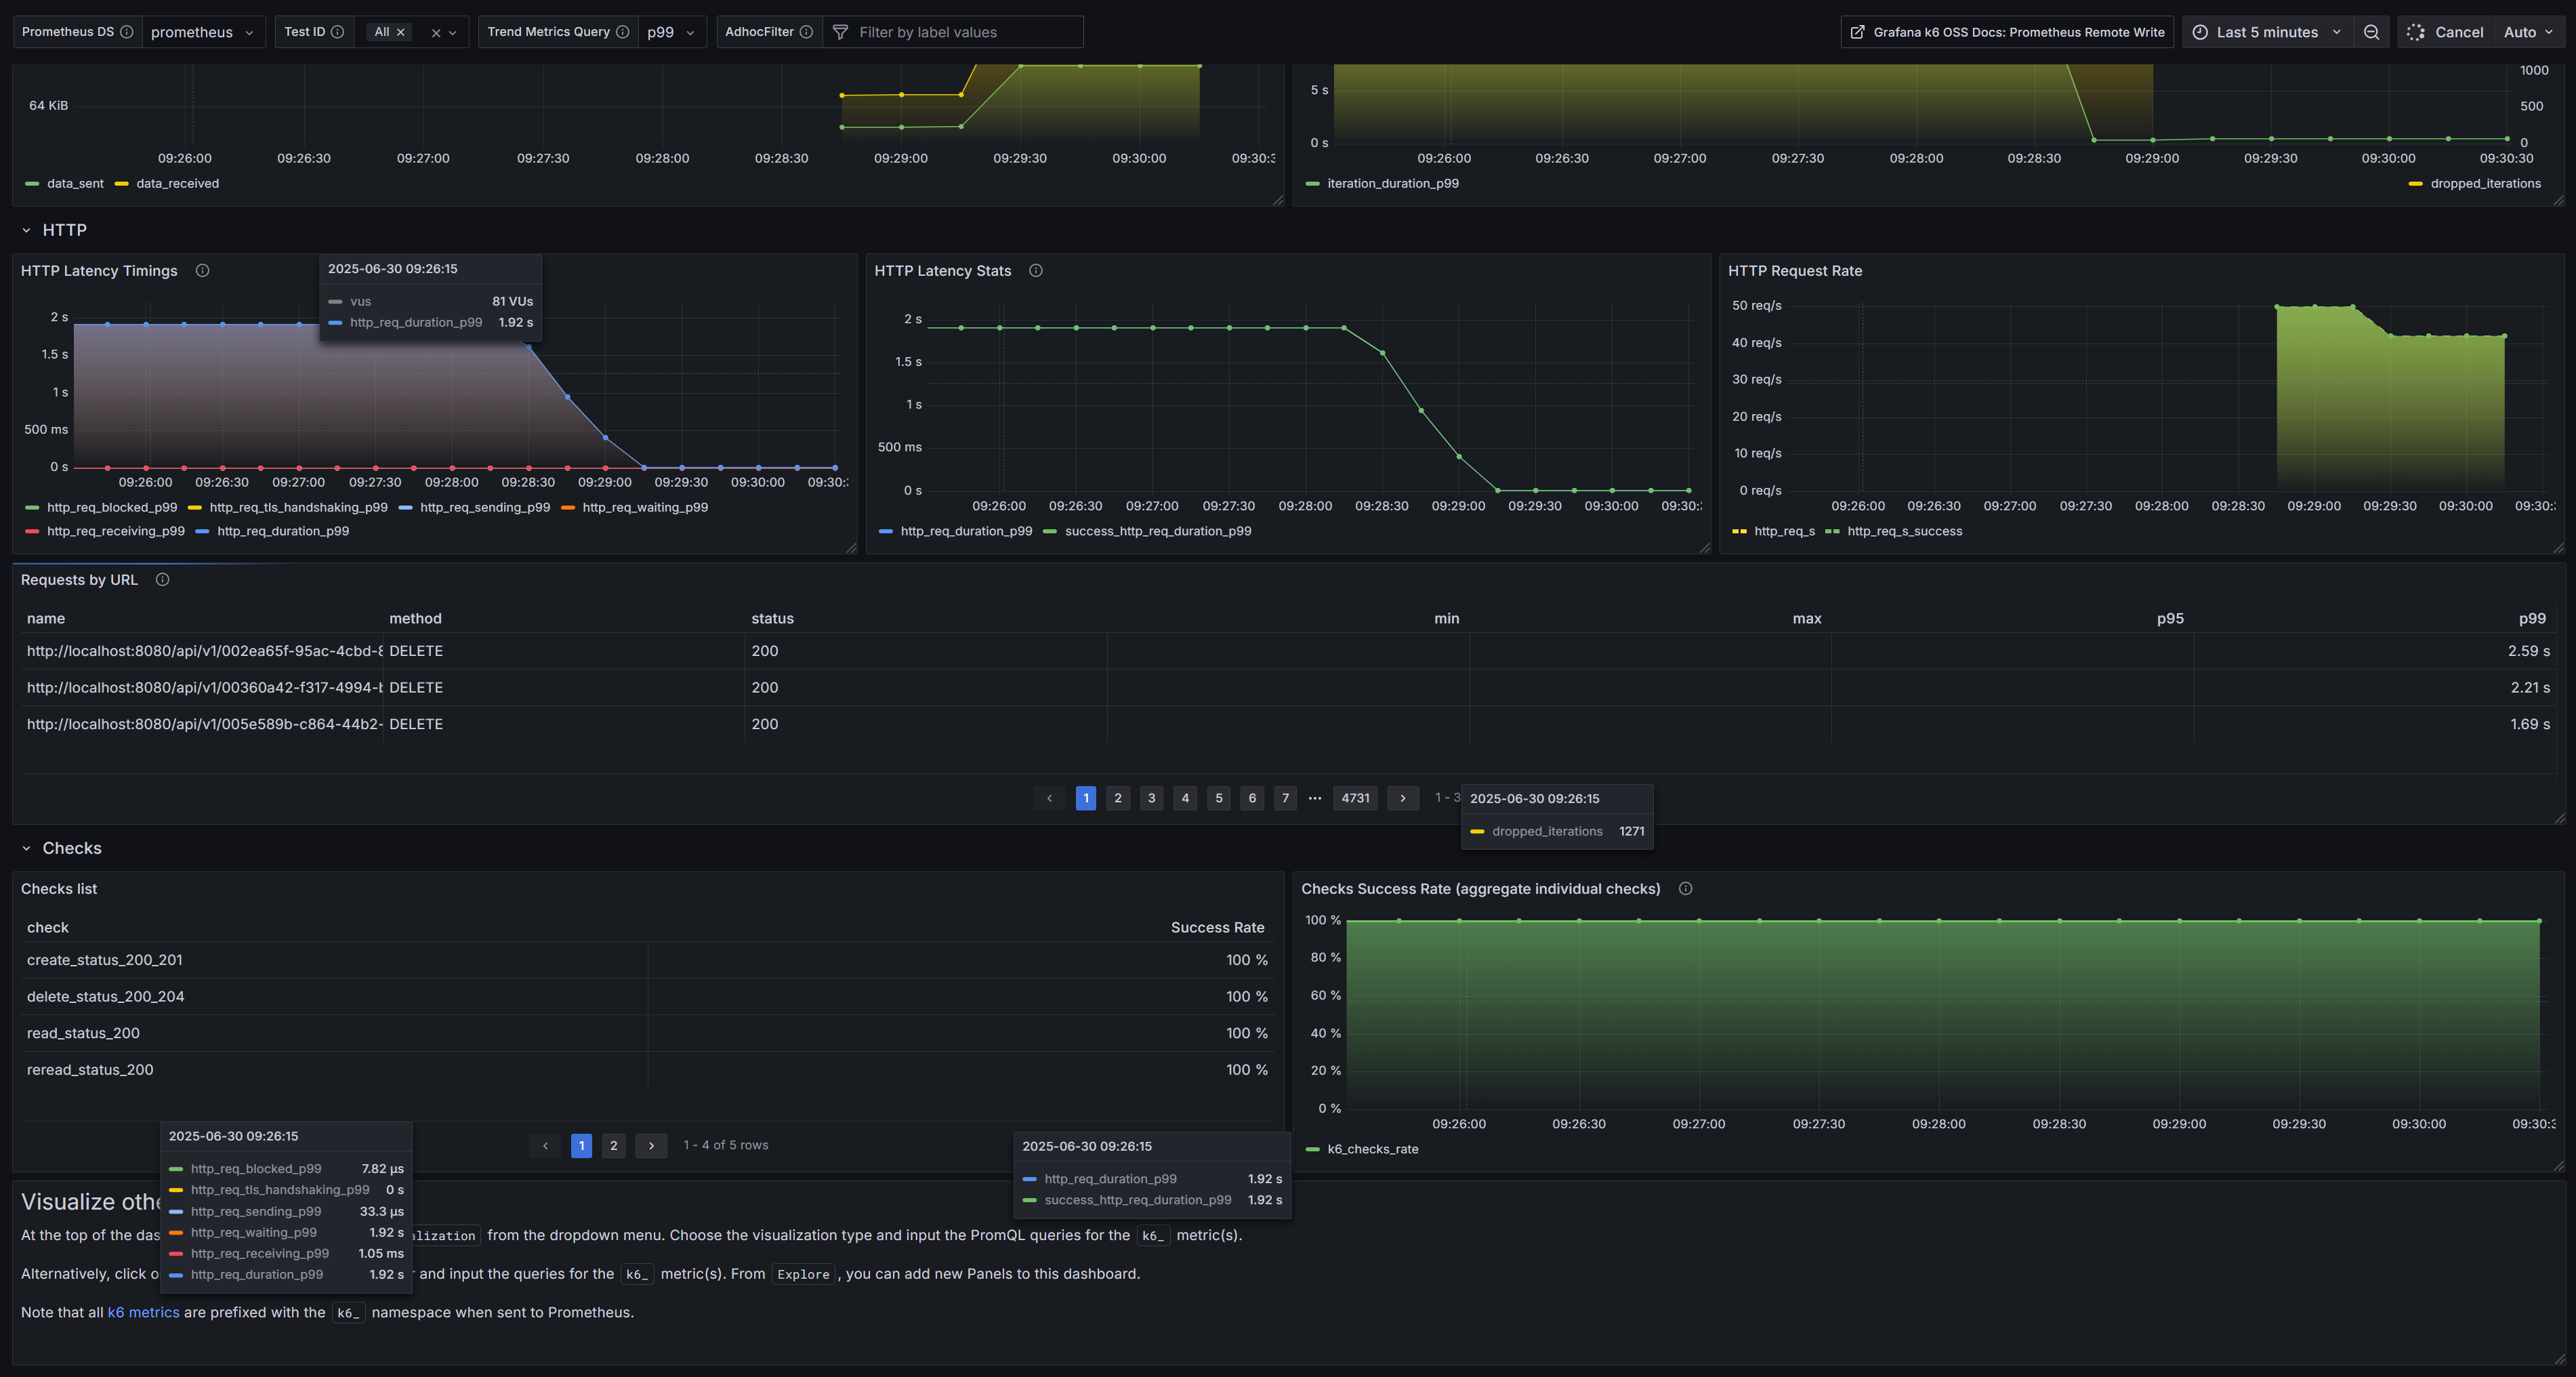 Prometheus DS prometheus Test ID All Trend Metrics Query p99 AdhocFilter Filter by label values Grafana k6 OSS Docs: Prometheus Remote Write Last 5 minutes Cancel Auto
64 KiB
09:26:00 09:26:30 09:27:00 09:27:30 09:28:00 09:28:30 09:29:00 09:29:30 09:30:00
data_sent data_received
5 s
0 s
1000
500
0
09:26:00 09:26:30 09:27:00 09:27:30 09:28:00 09:28:30 09:29:00 09:29:30 09:30:00 09:30:30
iteration_duration_p99 dropped_iterations
HTTP
HTTP Latency Timings
2025-06-30 09:26:15
vus 81 VUs
http_req_duration_p99 1.92 s
2 s
1.5 s
1 s
500 ms
0 s
09:26:00 09:26:30 09:27:00 09:27:30 09:28:00 09:28:30 09:29:00 09:29:30 09:30:00
http_req_blocked_p99 http_req_tls_handshaking_p99 http_req_sending_p99 http_req_waiting_p99
http_req_receiving_p99 http_req_duration_p99
HTTP Latency Stats
2 s
1.5 s
1 s
500 ms
0 s
09:26:00 09:26:30 09:27:00 09:27:30 09:28:00 09:28:30 09:29:00 09:29:30 09:30:00
http_req_duration_p99 success_http_req_duration_p99
HTTP Request Rate
50 req/s
40 req/s
30 req/s
20 req/s
10 req/s
0 req/s
09:26:00 09:26:30 09:27:00 09:27:30 09:28:00 09:28:30 09:29:00 09:29:30 09:30:00
http_req_s http_req_s_success
Requests by URL
name method status min max p95 p99
http://localhost:8080/api/v1/002ea65f-95ac-4cbd- DELETE 200 2.59 s
http://localhost:8080/api/v1/00360a42-f317-4994- DELETE 200 2.21 s
http://localhost:8080/api/v1/005e589b-c864-44b2- DELETE 200 1.69 s
1 2 3 4 5 6 7 ··· 4731 1 - 3
2025-06-30 09:26:15
dropped_iterations 1271
Checks
Checks list
check Success Rate
create_status_200_201 100 %
delete_status_200_204 100 %
read_status_200 100 %
reread_status_200 100 %
1 2 1 - 4 of 5 rows
Checks Success Rate (aggregate individual checks)
100 %
80 %
60 %
40 %
20 %
0 %
09:26:00 09:26:30 09:27:00 09:27:30 09:28:00 09:28:30 09:29:00 09:29:30 09:30:00
k6_checks_rate
2025-06-30 09:26:15
http_req_blocked_p99 7.82 µs
http_req_tls_handshaking_p99 0 s
http_req_sending_p99 33.3 µs
http_req_waiting_p99 1.92 s
http_req_receiving_p99 1.05 ms
http_req_duration_p99 1.92 s
2025-06-30 09:26:15
http_req_duration_p99 1.92 s
success_http_req_duration_p99 1.92 s
Visualize
At the top of the from the dropdown menu. Choose the visualization type and input the PromQL queries for the k6_ metric(s).
Alternatively, click and input the queries for the k6_ metric(s). From Explore, you can add new Panels to this dashboard.
Note that all k6 metrics are prefixed with the k6_ namespace when sent to Prometheus.